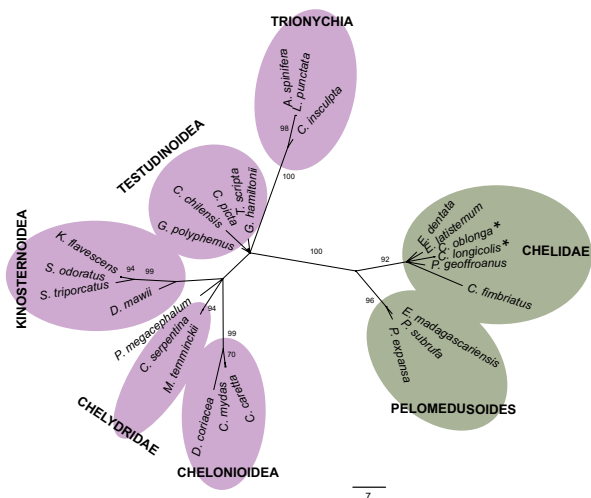 TRIONYCHIA
A. spinifera
L. punctata
C. insculpta
98
100
TESTUDINOIDEA
T. scripta
C. picta
G. hamiltonii
C. chilensis
G. polyphemus
KINOSTERNOIDEA
K. flavescens
S. odoratus
S. triporcatus
D. mawii
94
99
P. megacephalum
C. serpentina
M. temminckii
94
CHELYDRIDAE
99
70
D. coriacea
C. mydas
C. caretta
CHELONIOIDEA
100
92
E. dentata
E. latisternum
C. oblonga *
C. longicolis *
P. geoffroanus
C. fimbriatus
CHELIDAE
96
E. madagascariensis
P. subrufa
P. expansa
PELOMEDUSOIDES
7